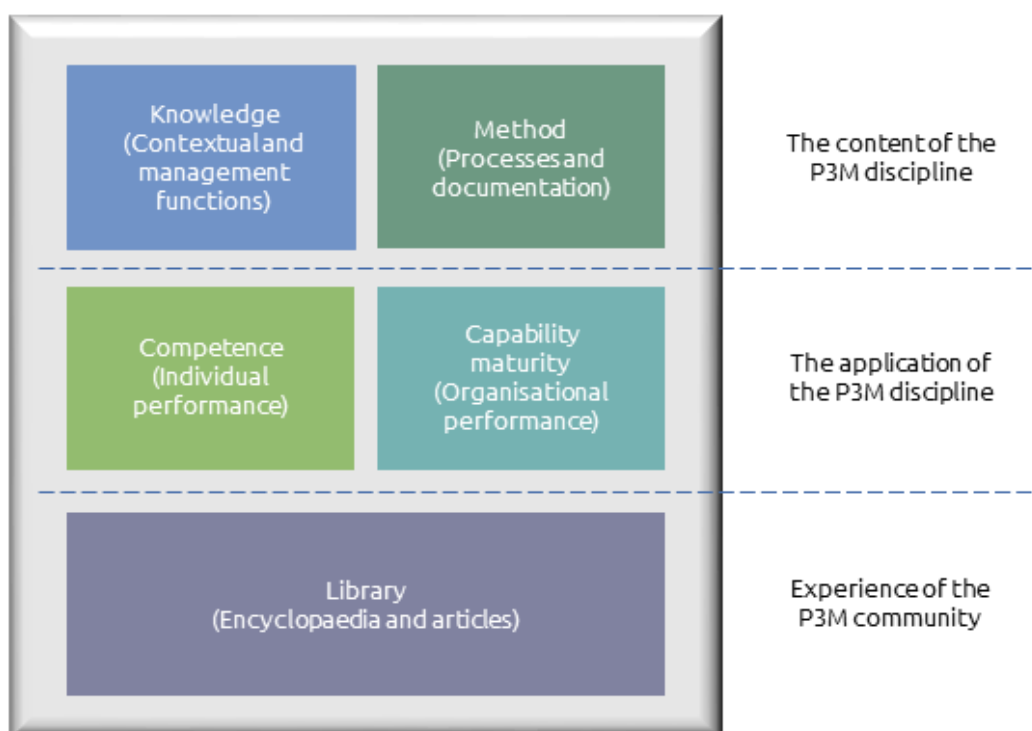 Knowledge
(Contextual and
management
functions)
Method
(Processes and
documentation)
The content of the
P3M discipline
Competence
(Individual
performance)
Capability
maturity
(Organisational
performance)
The application of
the P3M discipline
Library
(Encyclopaedia and articles)
Experience of the
P3M community